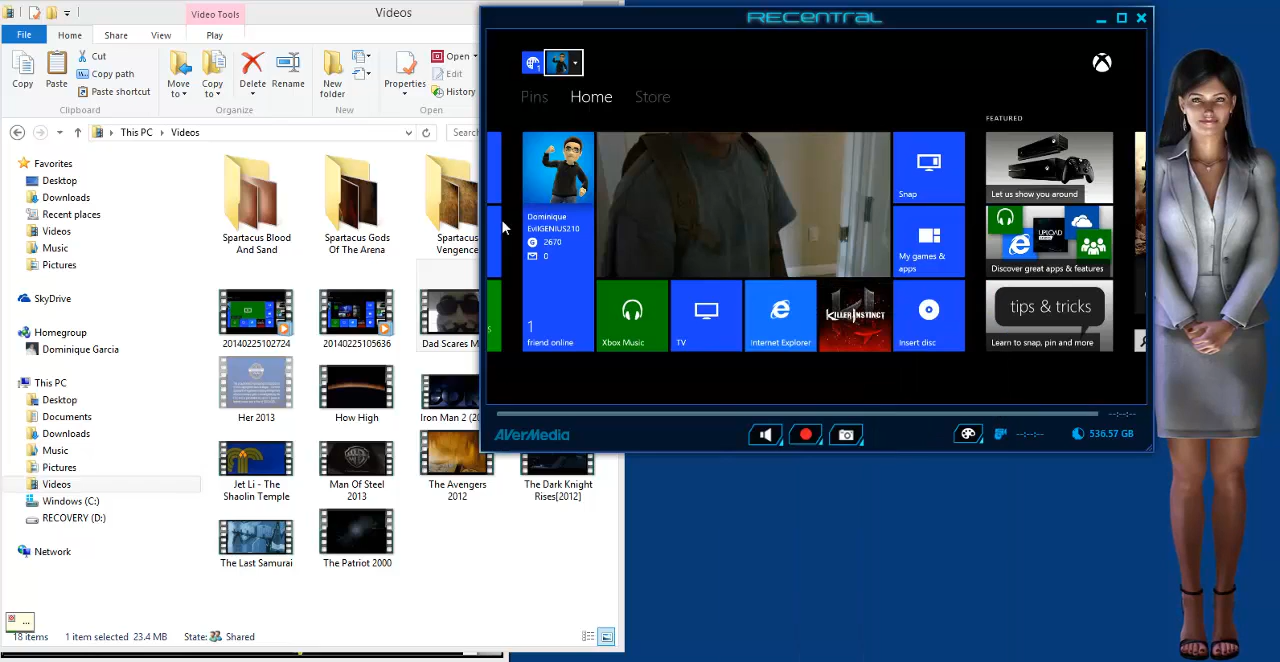 Video Tools
Videos
File
Home
Share
View
Play
Copy
Paste
Cut
Copy path
Paste shortcut
Clipboard
Move to
Copy to
Delete
Rename
Organize
New folder
New
Properties
Open
Edit
History
Open
This PC
Videos
Favorites
Desktop
Downloads
Recent places
Videos
Music
Pictures
SkyDrive
Homegroup
Dominique Garcia
This PC
Desktop
Documents
Downloads
Music
Pictures
Videos
Windows (C:)
RECOVERY (D:)
Network
Spartacus Blood
And Sand
Spartacus Gods
Of The Arena
Spartacus
Vengence
20140225102724
20140225105636
Dad Scares M
Her 2013
How High
Iron Man 2 (20
Jet Li - The
Shaolin Temple
Man Of Steel
2013
The Avengers
2012
The Dark Knight
Rises[2012]
The Last Samurai
The Patriot 2000
...
18 items
1 item selected 23.4 MB
State:
Shared
RECENTRAL
1
Pins
Home
Store
FEATURED
Dominique
EvilGENIUS210
G 2670
0
1
friend online
Snap
My games &
apps
Xbox Music
TV
Internet Explorer
KILLER INSTINCT
Insert disc
Let us show you around
UPLOAD
Discover great apps & features
tips & tricks
Learn to snap, pin and more
--:--:--
AVerMedia
--:--:--
536.57 GB